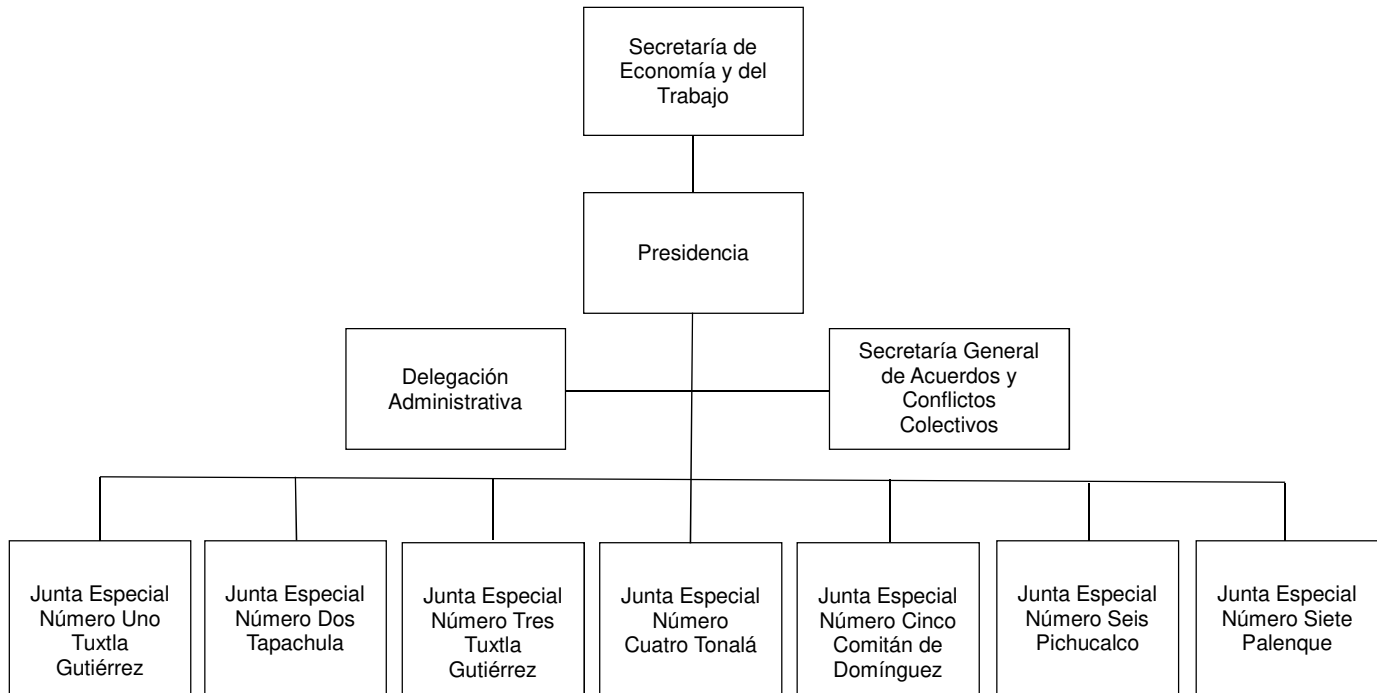 Secretaría de
Economía y del
Trabajo
Presidencia
Delegación
Administrativa
Secretaría General
de Acuerdos y
Conflictos
Colectivos
Junta Especial
Número Uno
Tuxtla
Gutiérrez
Junta Especial
Número Dos
Tapachula
Junta Especial
Número Tres
Tuxtla
Gutiérrez
Junta Especial
Número
Cuatro Tonalá
Junta Especial
Número Cinco
Comitán de
Domínguez
Junta Especial
Número Seis
Pichucalco
Junta Especial
Número Siete
Palenque